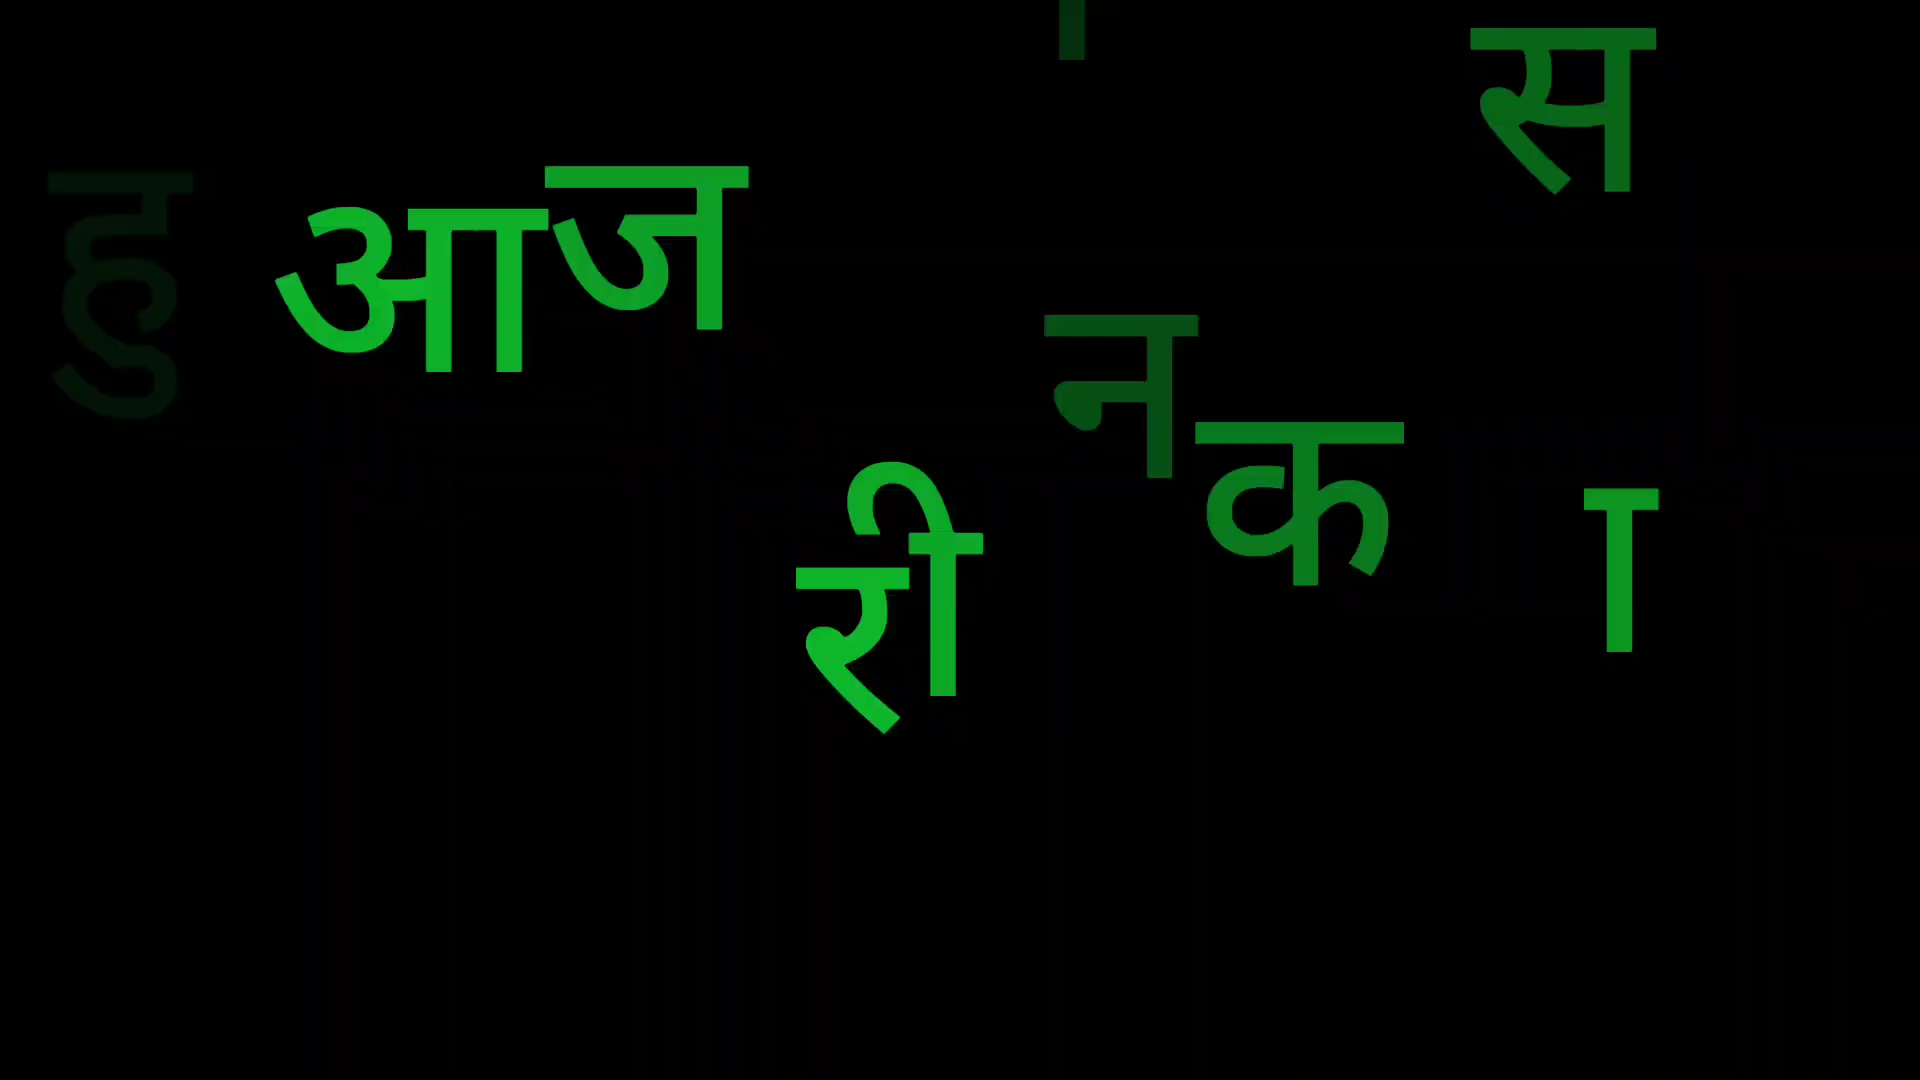 स
हु आज
न
क
री ा